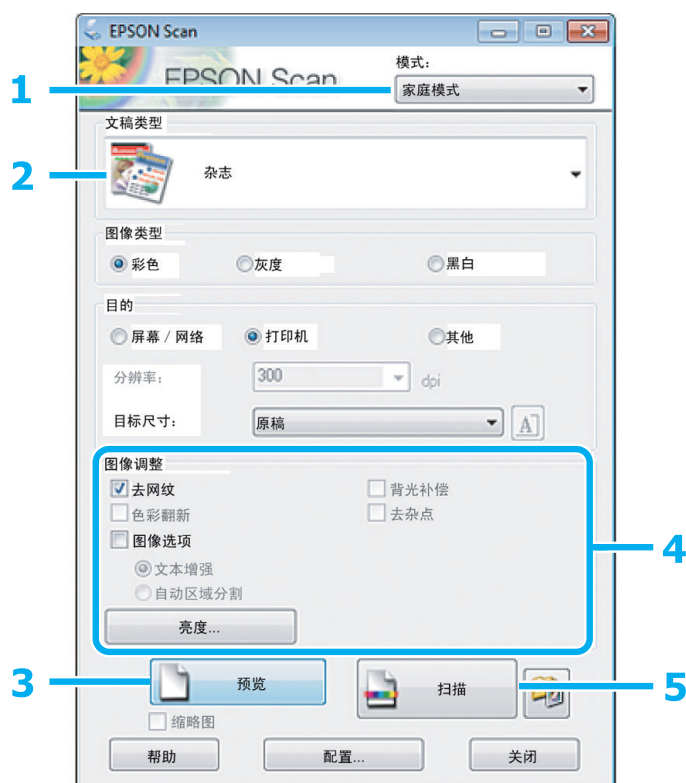 EPSON Scan
EPSON Scan
模式：
1
家庭模式
文稿类型
2
杂志
图像类型
彩色 灰度 黑白
目的
屏幕 / 网络 打印机 其他
分辨率： 300 dpi
目标尺寸： 原稿 A
图像调整
去网纹 背光补偿
色彩翻新 去杂点
图像选项
4
文本增强
自动区域分割
亮度...
3
预览 扫描
5
缩略图
帮助 配置... 关闭